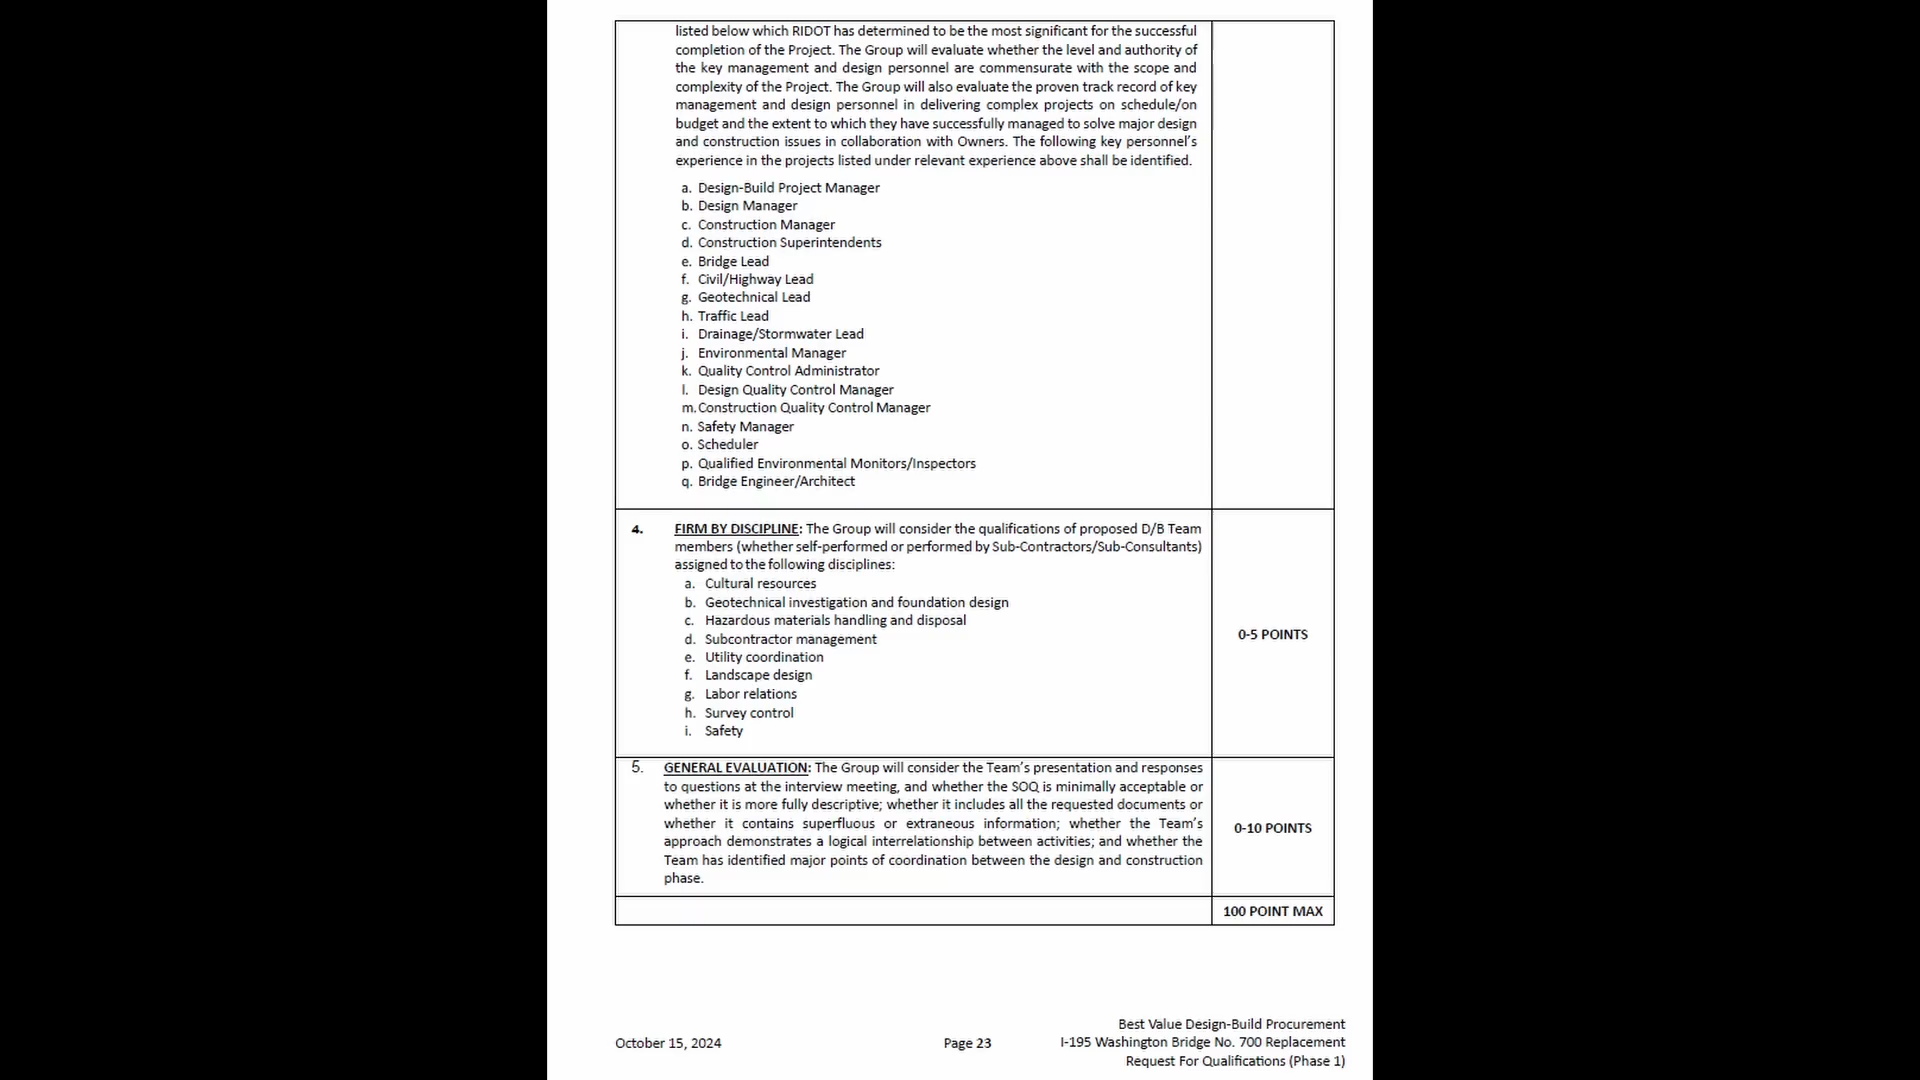 listed below which RIDOT has determined to be the most significant for the successful
completion of the Project. The Group will evaluate whether the level and authority of
the key management and design personnel are commensurate with the scope and
complexity of the Project. The Group will also evaluate the proven track record of key
management and design personnel in delivering complex projects on schedule/on
budget and the extent to which they have successfully managed to solve major design
and construction issues in collaboration with Owners. The following key personnel's
experience in the projects listed under relevant experience above shall be identified.
a. Design-Build Project Manager
b. Design Manager
c. Construction Manager
d. Construction Superintendents
e. Bridge Lead
f. Civil/Highway Lead
g. Geotechnical Lead
h. Traffic Lead
i. Drainage/Stormwater Lead
j. Environmental Manager
k. Quality Control Administrator
l. Design Quality Control Manager
m. Construction Quality Control Manager
n. Safety Manager
o. Scheduler
p. Qualified Environmental Monitors/Inspectors
q. Bridge Engineer/Architect
4. FIRM BY DISCIPLINE: The Group will consider the qualifications of proposed D/B Team
members (whether self-performed or performed by Sub-Contractors/Sub-Consultants)
assigned to the following disciplines:
a. Cultural resources
b. Geotechnical investigation and foundation design
c. Hazardous materials handling and disposal
d. Subcontractor management
e. Utility coordination
f. Landscape design
g. Labor relations
h. Survey control
i. Safety
0-5 POINTS
5. GENERAL EVALUATION: The Group will consider the Team's presentation and responses
to questions at the interview meeting, and whether the SOQ is minimally acceptable or
whether it is more fully descriptive; whether it includes all the requested documents or
whether it contains superfluous or extraneous information; whether the Team's
approach demonstrates a logical interrelationship between activities; and whether the
Team has identified major points of coordination between the design and construction
phase.
0-10 POINTS
100 POINT MAX
October 15, 2024
Page 23
Best Value Design-Build Procurement
I-195 Washington Bridge No. 700 Replacement
Request For Qualifications (Phase 1)